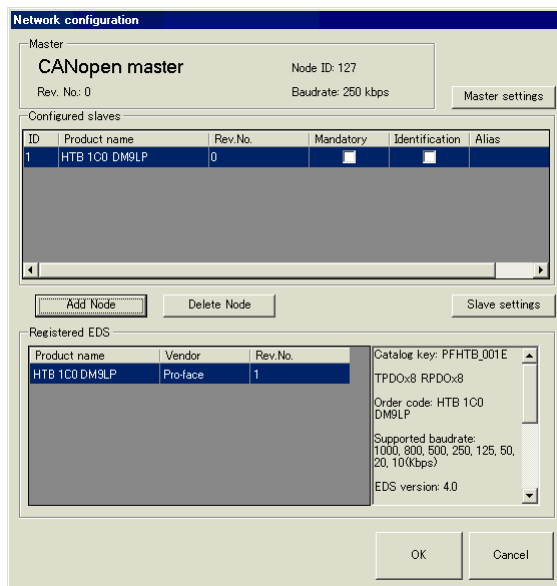 Network configuration
Master
CANopen master
Node ID: 127
Rev. No.: 0
Baudrate: 250 kbps
Master settings
Configured slaves
ID Product name Rev.No. Mandatory Identification Alias
1 HTB 1C0 DM9LP 0
Add Node Delete Node Slave settings
Registered EDS
Product name Vendor Rev.No.
HTB 1C0 DM9LP Pro-face 1
Catalog key: PFHTB_001E
TPDOx8 RPDOx8
Order code: HTB 1C0
DM9LP
Supported baudrate:
1000, 800, 500, 250, 125, 50,
20, 10(Kbps)
EDS version: 4.0
OK Cancel